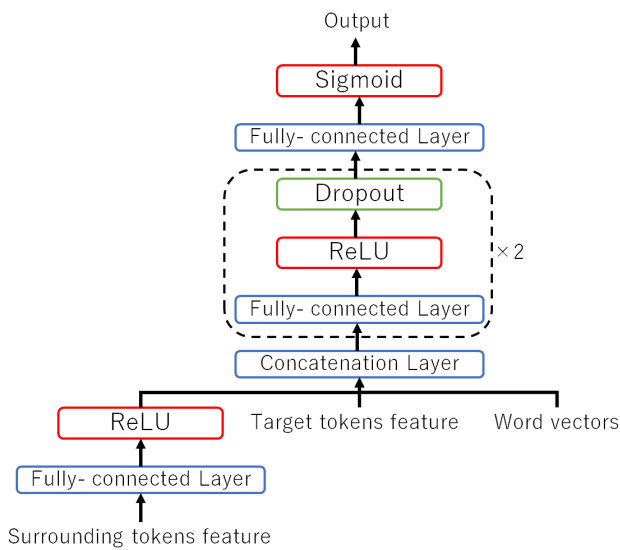 Output
Sigmoid
Fully- connected Layer
Dropout
ReLU
×2
Fully- connected Layer
Concatenation Layer
ReLU
Target tokens feature
Word vectors
Fully- connected Layer
Surrounding tokens feature